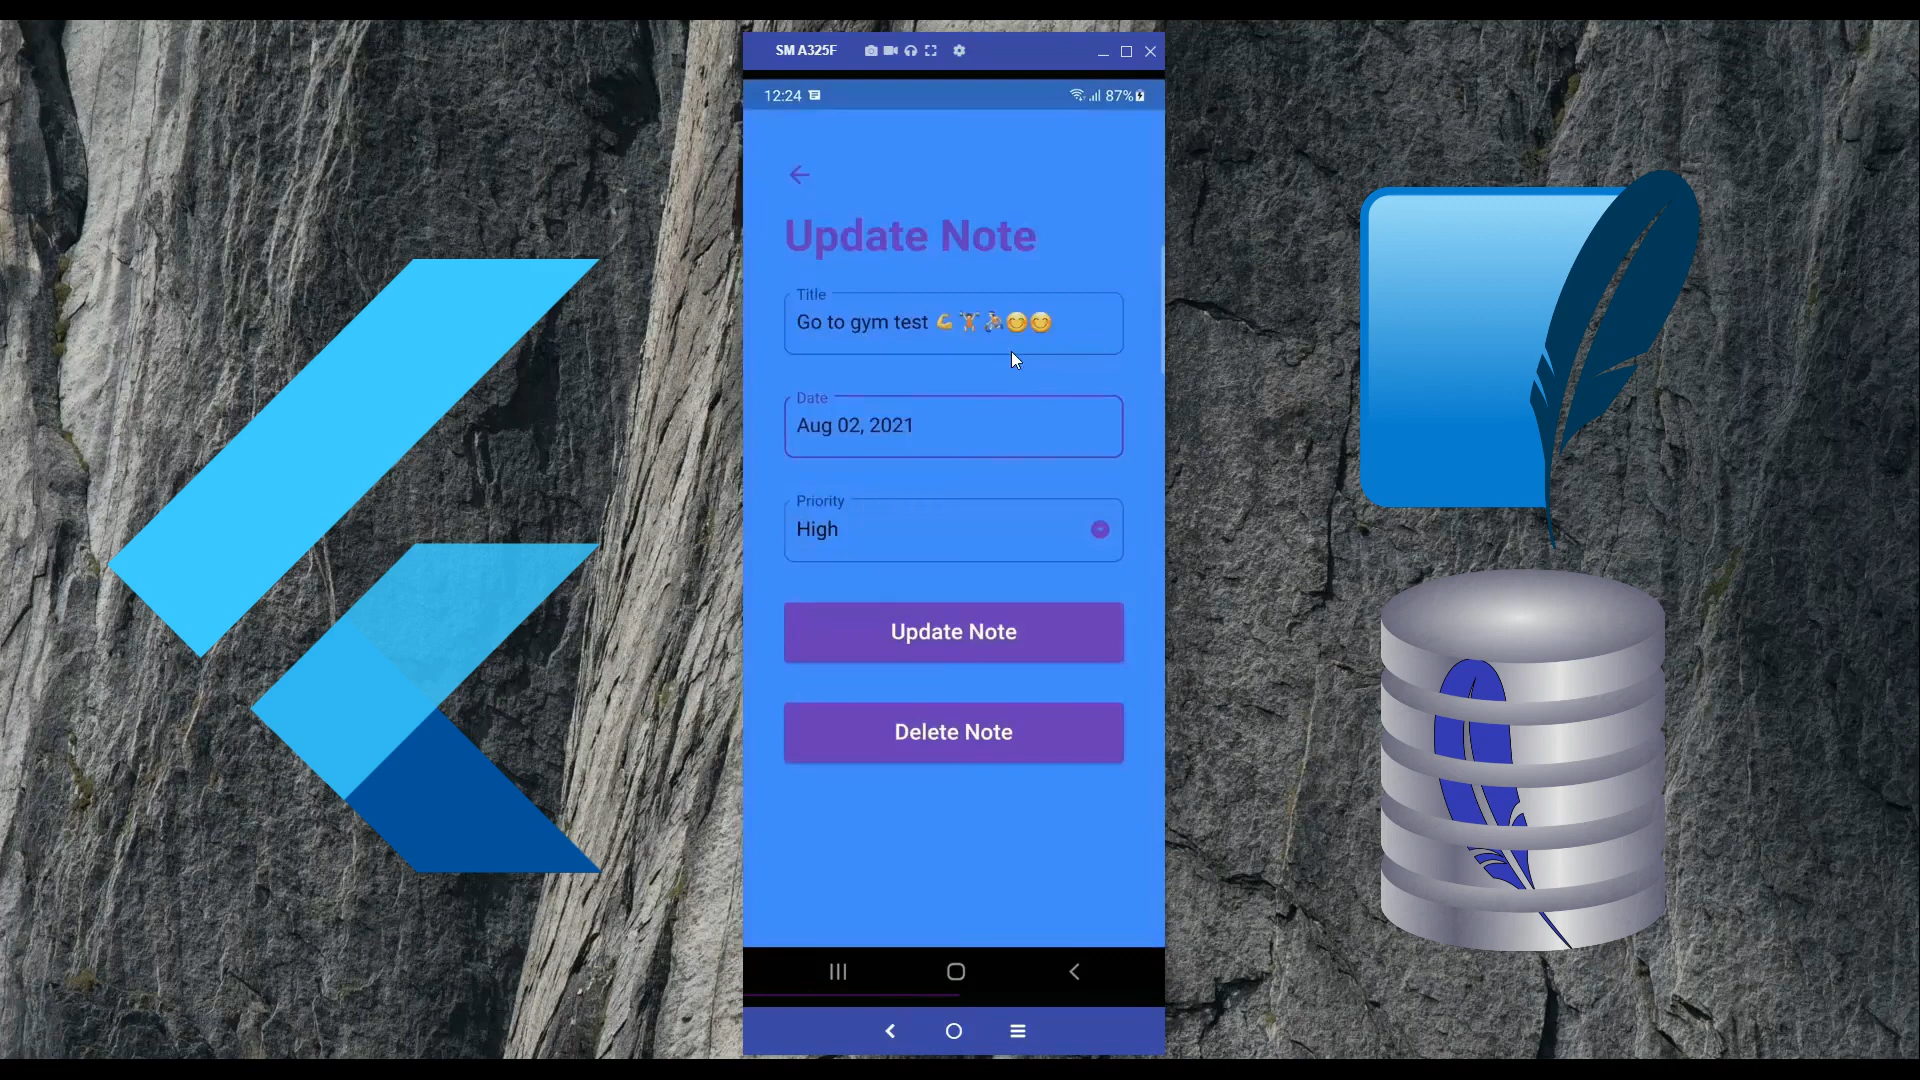 SM A325F
12:24
87%
Update Note
Title
Go to gym test 💪🏋️⛹️😊😊
Date
Aug 02, 2021
Priority
High
Update Note
Delete Note